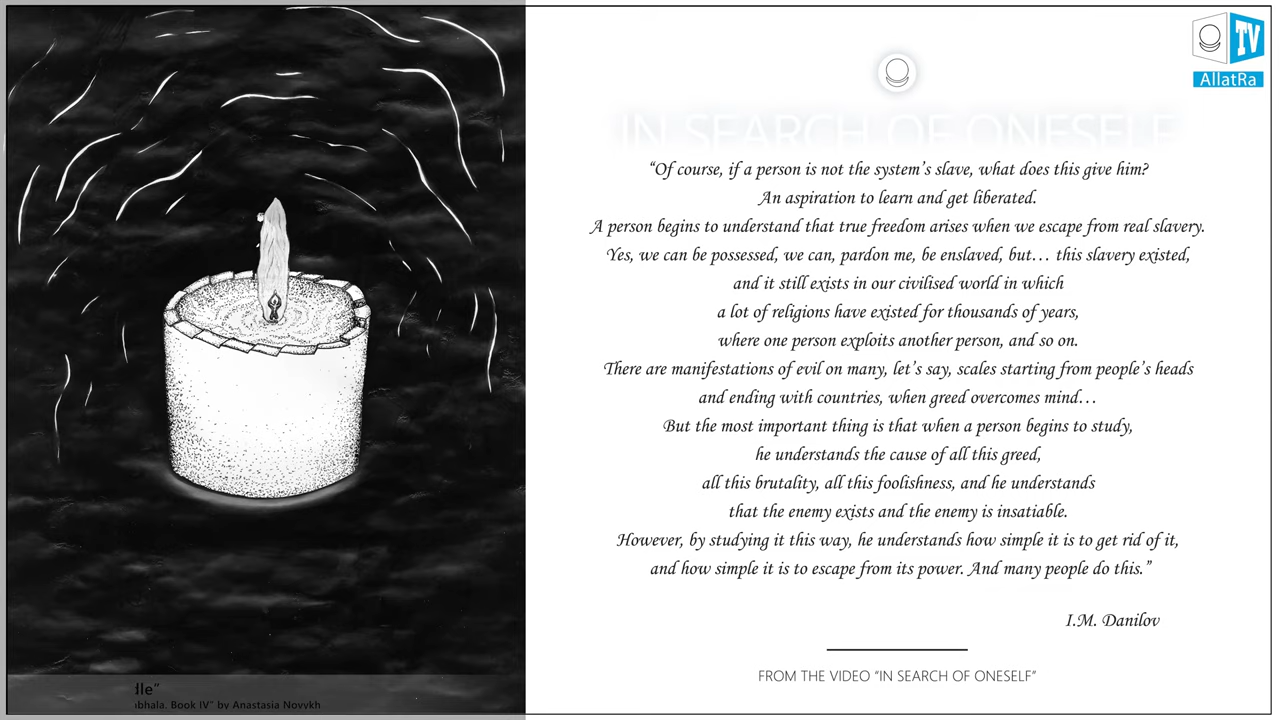 TV
AllatRa
IN SEARCH OF ONESELF
“Of course, if a person is not the system’s slave, what does this give him?
An aspiration to learn and get liberated.
A person begins to understand that true freedom arises when we escape from real slavery.
Yes, we can be possessed, we can, pardon me, be enslaved, but… this slavery existed,
and it still exists in our civilised world in which
a lot of religions have existed for thousands of years,
where one person exploits another person, and so on.
There are manifestations of evil on many, let’s say, scales starting from people’s heads
and ending with countries, when greed overcomes mind…
But the most important thing is that when a person begins to study,
he understands the cause of all this greed,
all this brutality, all this foolishness, and he understands
that the enemy exists and the enemy is insatiable.
However, by studying it this way, he understands how simple it is to get rid of it,
and how simple it is to escape from its power. And many people do this.”
I.M. Danilov
FROM THE VIDEO “IN SEARCH OF ONESELF”
Book IV” by Anastasia Novykh